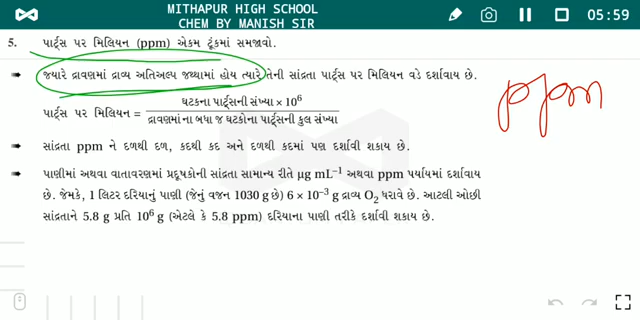 MITHAPUR HIGH SCHOOL
CHEM BY MANISH SIR
05:59
5. પાર્ટ્સ પર મિલિયન (ppm) એકમ ટૂંકમાં સમજાવો.
જ્યારે દ્રાવણમાં દ્રાવ્ય અતિઅલ્પ જથ્થામાં હોય ત્યારે તેની સાંદ્રતા પાર્ટ્સ પર મિલિયન વડે દર્શાવાય છે.
ppm
પાર્ટ્સ પર મિલિયન = ઘટકના પાર્ટ્સની સંખ્યા × 10⁶
દ્રાવણમાંના બધા જ ઘટકોના પાર્ટ્સની કુલ સંખ્યા
સાંદ્રતા ppm ને દળથી દળ, કદથી કદ અને દળથી કદમાં પણ દર્શાવી શકાય છે.
પાણીમાં અથવા વાતાવરણમાં પ્રદૂષકોની સાંદ્રતા સામાન્ય રીતે μg mL⁻¹ અથવા ppm પર્યાયમાં દર્શાવાય
છે. જેમકે, 1 લિટર દરિયાનું પાણી (જેનું વજન 1030 g છે) 6 × 10⁻³ g દ્રાવ્ય O₂ ધરાવે છે. આટલી ઓછી
સાંદ્રતાને 5.8 g પ્રતિ 10⁶ g (એટલે કે 5.8 ppm) દરિયાના પાણી તરીકે દર્શાવી શકાય છે.